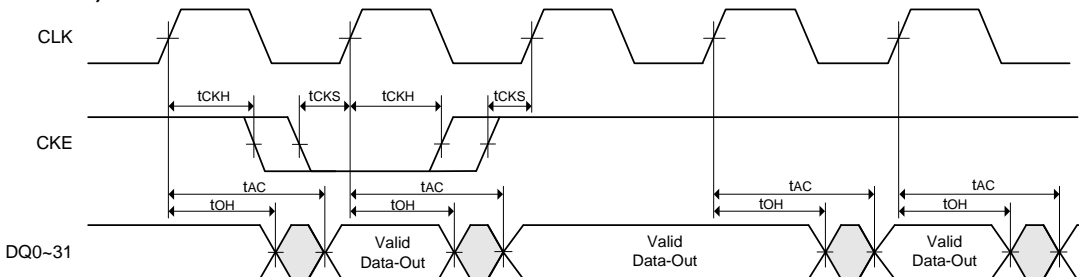 CLK
tCKH tCKS tCKH tCKS
CKE
tAC tAC tAC tAC
tOH tOH tOH tOH
DQ0~31
Valid
Data-Out
Valid
Data-Out
Valid
Data-Out